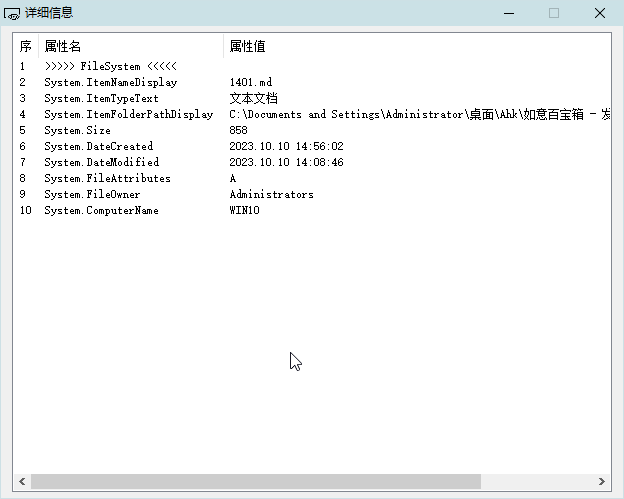 详细信息
序 属性名 属性值
1 >>>>> FileSystem <<<<<
2 System.ItemNameDisplay 1401.md
3 System.ItemTypeText 文本文档
4 System.ItemFolderPathDisplay C:\Documents and Settings\Administrator\桌面\Ahk\如意百宝箱 - 发
5 System.Size 858
6 System.DateCreated 2023.10.10 14:56:02
7 System.DateModified 2023.10.10 14:08:46
8 System.FileAttributes A
9 System.FileOwner Administrators
10 System.ComputerName WIN10